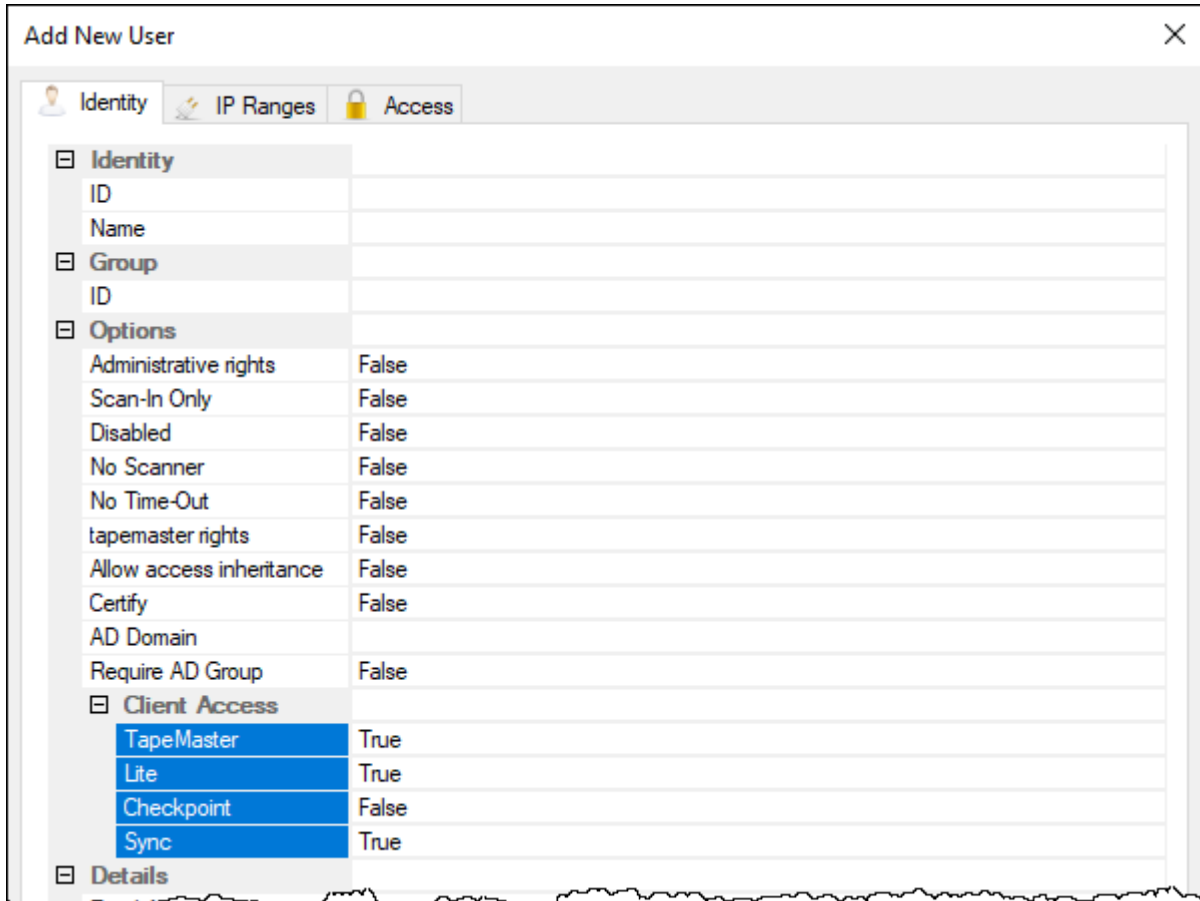 Add New User
Identity IP Ranges Access
Identity
ID
Name
Group
ID
Options
Administrative rights False
Scan-In Only False
Disabled False
No Scanner False
No Time-Out False
tapemaster rights False
Allow access inheritance False
Certify False
AD Domain
Require AD Group False
Client Access
TapeMaster True
Lite True
Checkpoint False
Sync True
Details